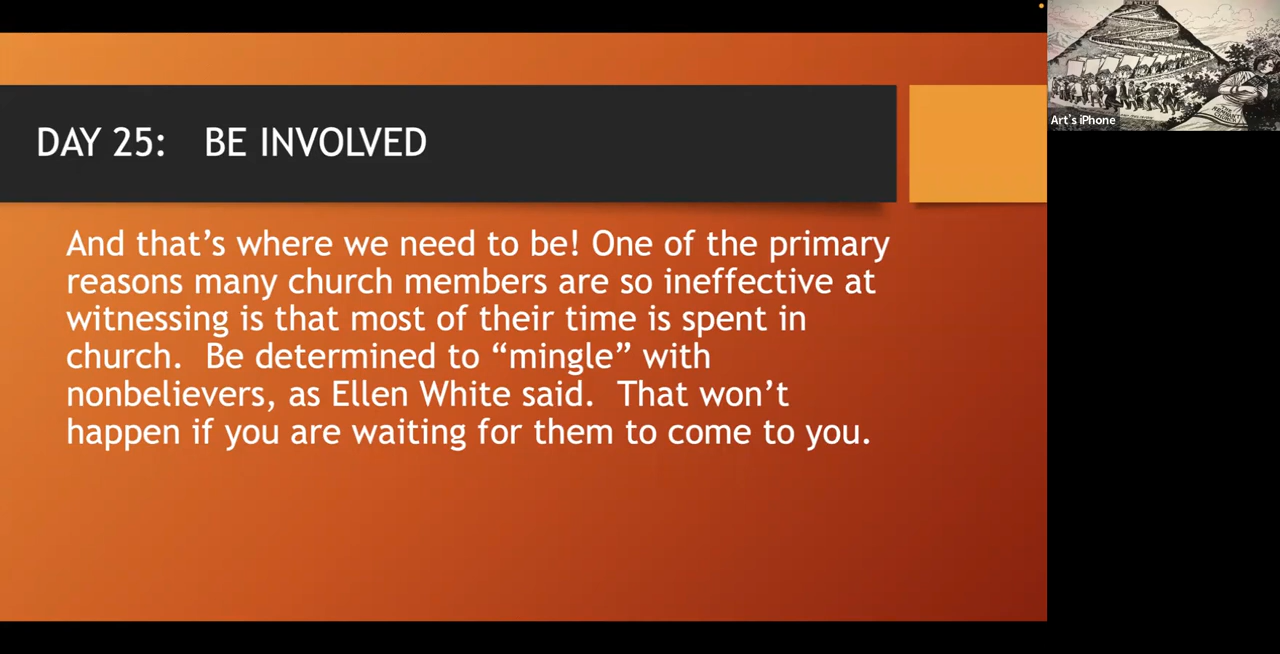 DAY 25: BE INVOLVED
And that’s where we need to be! One of the primary
reasons many church members are so ineffective at
witnessing is that most of their time is spent in
church. Be determined to “mingle” with
nonbelievers, as Ellen White said. That won’t
happen if you are waiting for them to come to you.
Art's iPhone